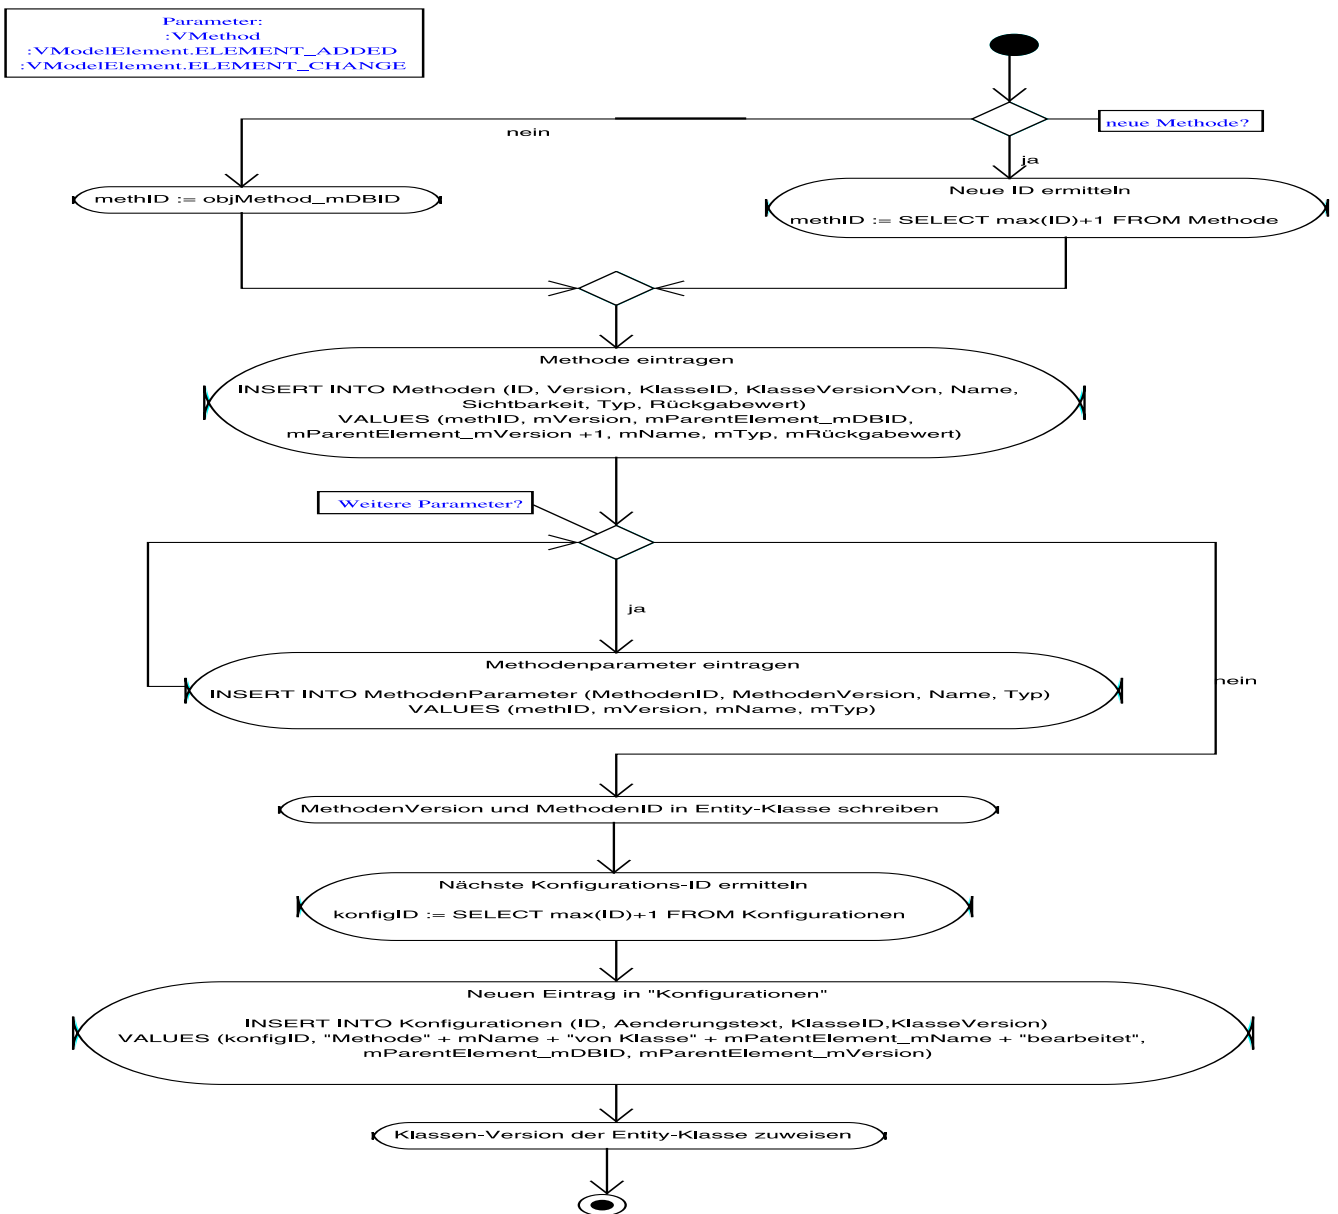 Parameter:
:VMethod
:VModelElement.ELEMENT_ADDED
:VModelElement.ELEMENT_CHANGE
neue Methode?
nein
ja
methID := objMethod_mDBID
Neue ID ermitteln
methID := SELECT max(ID)+1 FROM Methode
Methode eintragen
INSERT INTO Methoden (ID, Version, KlasseID, KlasseVersionVon, Name,
Sichtbarkeit, Typ, Rückgabewert)
VALUES (methID, mVersion, mParentElement_mDBID,
mParentElement_mVersion +1, mName, mTyp, mRückgabewert)
Weitere Parameter?
ja
Methodenparameter eintragen
INSERT INTO MethodenParameter (MethodenID, MethodenVersion, Name, Typ)
VALUES (methID, mVersion, mName, mTyp)
nein
MethodenVersion und MethodenID in Entity-Klasse schreiben
Nächste Konfigurations-ID ermitteln
konfigID := SELECT max(ID)+1 FROM Konfigurationen
Neuen Eintrag in "Konfigurationen"
INSERT INTO Konfigurationen (ID, Aenderungstext, KlasseID,KlasseVersion)
VALUES (konfigID, "Methode" + mName + "von Klasse" + mPatentElement_mName + "bearbeitet",
mParentElement_mDBID, mParentElement_mVersion)
Klassen-Version der Entity-Klasse zuweisen